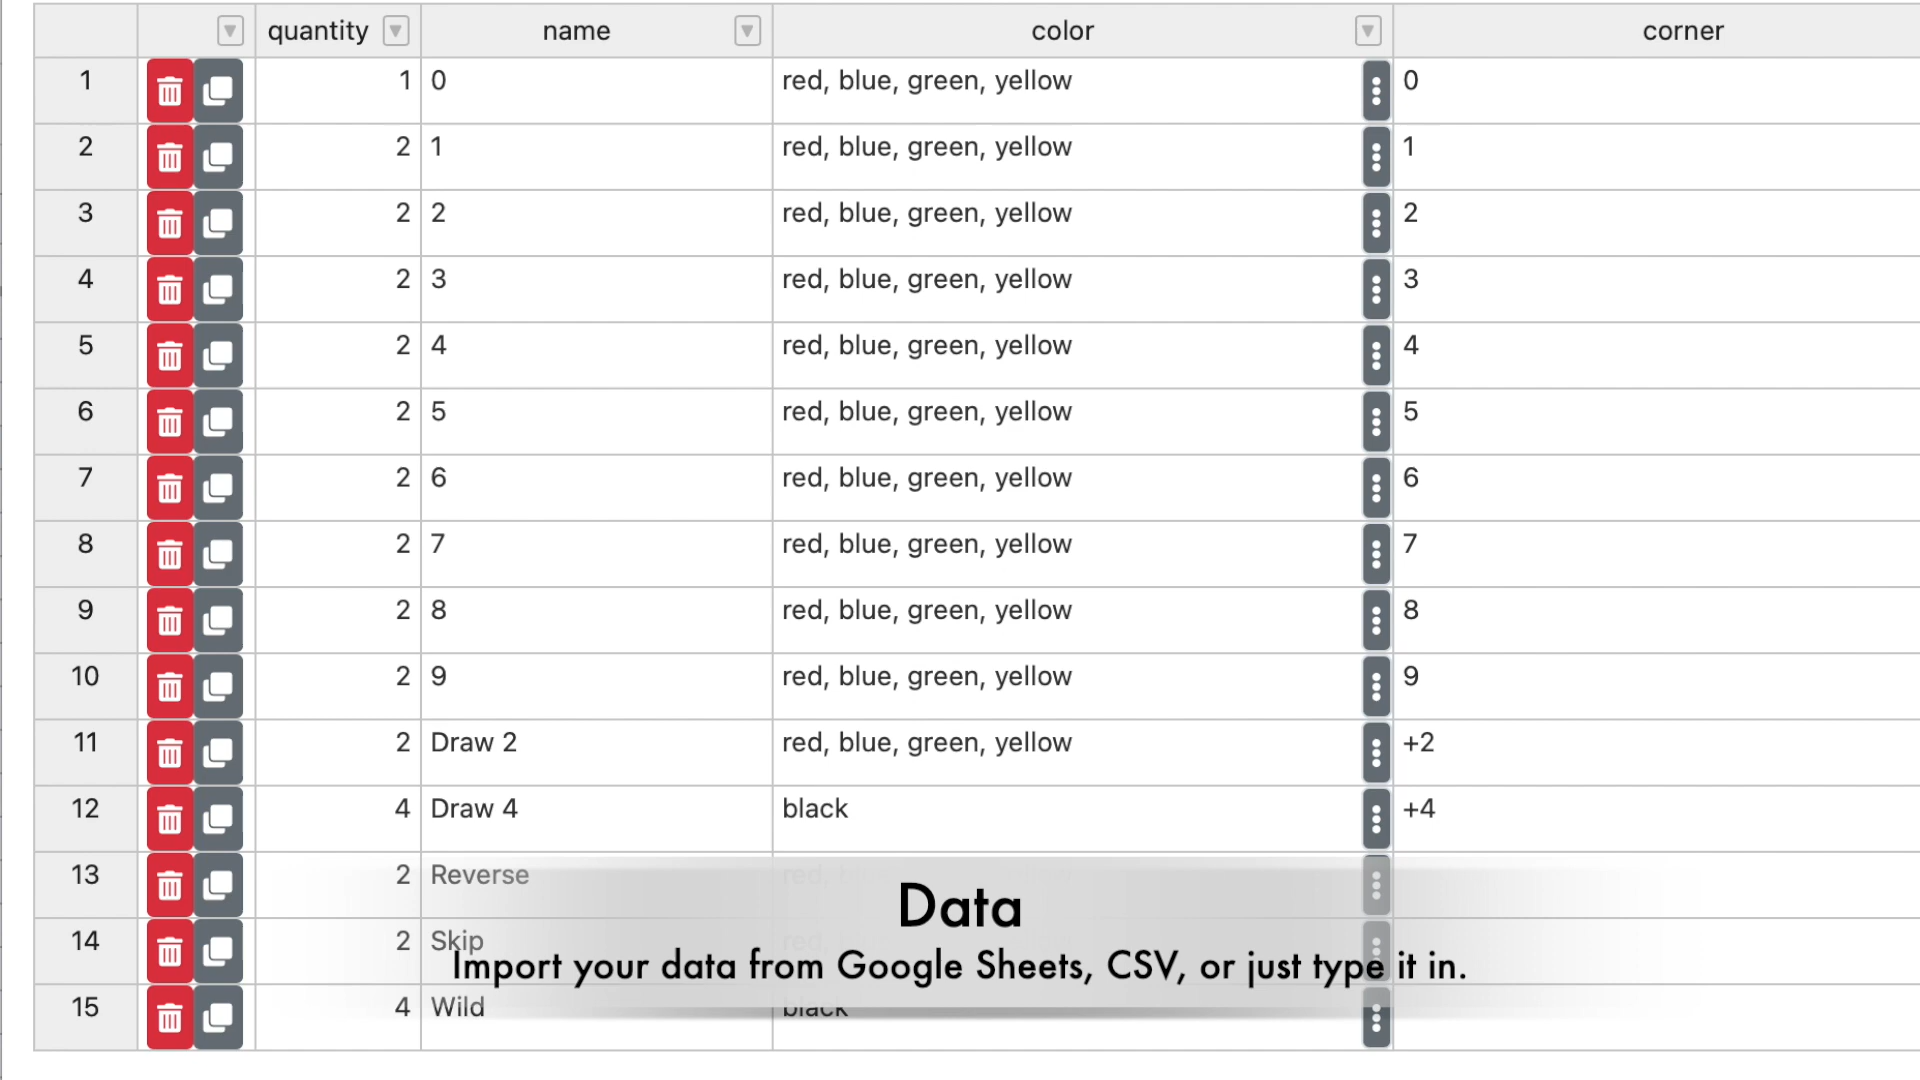 quantity name color corner
1 1 0 red, blue, green, yellow 0
2 2 1 red, blue, green, yellow 1
3 2 2 red, blue, green, yellow 2
4 2 3 red, blue, green, yellow 3
5 2 4 red, blue, green, yellow 4
6 2 5 red, blue, green, yellow 5
7 2 6 red, blue, green, yellow 6
8 2 7 red, blue, green, yellow 7
9 2 8 red, blue, green, yellow 8
10 2 9 red, blue, green, yellow 9
11 2 Draw 2 red, blue, green, yellow +2
12 4 Draw 4 black +4
13 2 Reverse red,
Data
14 2 Skip red,
Import your data from Google Sheets, CSV, or just type it in.
15 4 Wild black